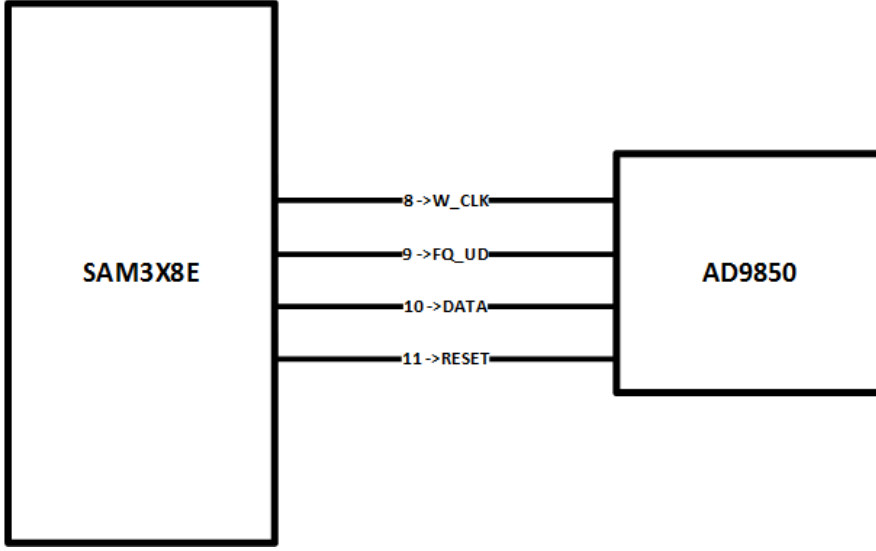 8->W_CLK
9->FQ_UD
SAM3X8E
AD9850
10->DATA
11->RESET